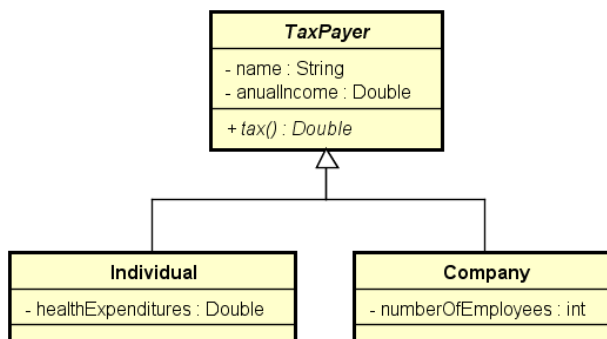 TaxPayer
- name : String
- anualIncome : Double
+ tax() : Double
Individual
- healthExpenditures : Double
Company
- numberOfEmployees : int